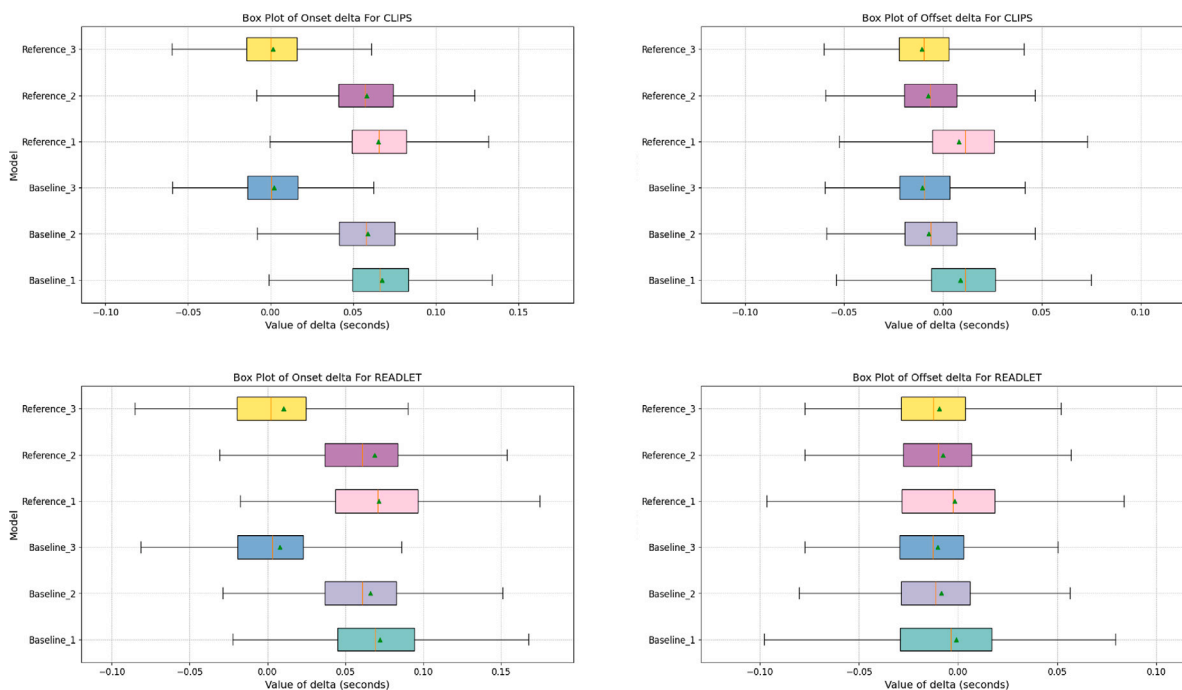 Box Plot of Onset delta For CLIPS
Reference_3
Reference_2
Reference_1
Baseline_3
Baseline_2
Baseline_1
Model
−0.10 −0.05 0.00 0.05 0.10 0.15
Value of delta (seconds)
Box Plot of Offset delta For CLIPS
Reference_3
Reference_2
Reference_1
Baseline_3
Baseline_2
Baseline_1
−0.10 −0.05 0.00 0.05 0.10
Value of delta (seconds)
Box Plot of Onset delta For READLET
Reference_3
Reference_2
Reference_1
Baseline_3
Baseline_2
Baseline_1
Model
−0.10 −0.05 0.00 0.05 0.10 0.15
Value of delta (seconds)
Box Plot of Offset delta For READLET
Reference_3
Reference_2
Reference_1
Baseline_3
Baseline_2
Baseline_1
−0.10 −0.05 0.00 0.05 0.10
Value of delta (seconds)